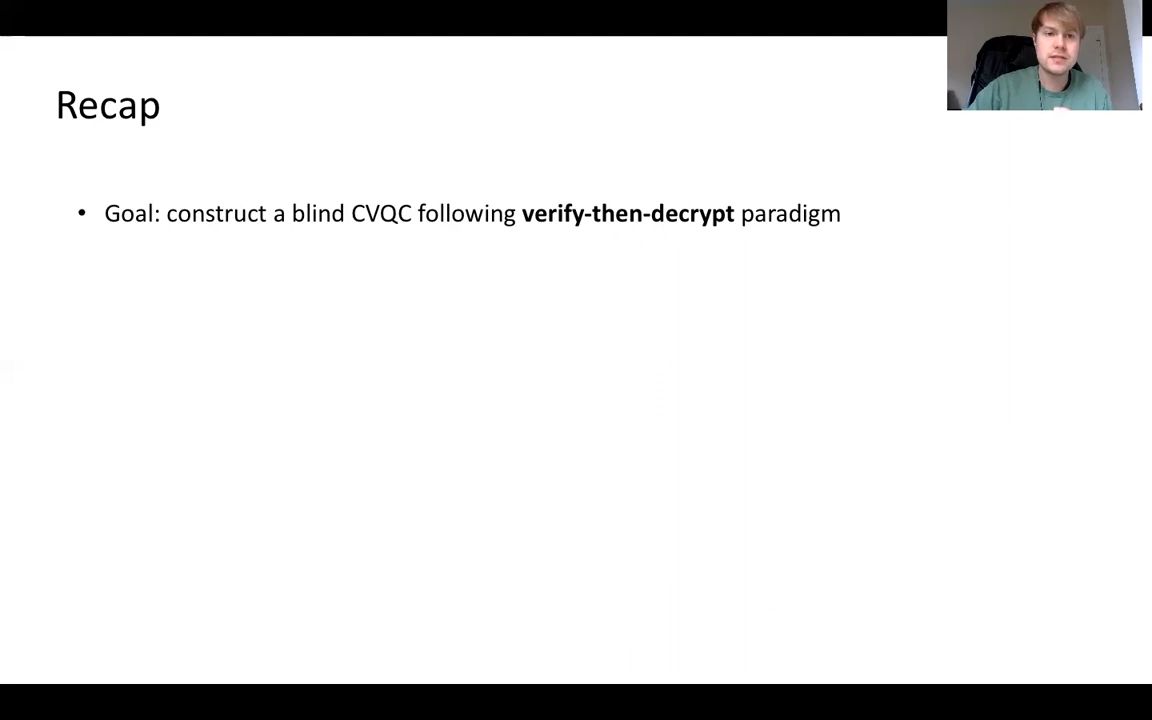 Recap
• Goal: construct a blind CVQC following verify-then-decrypt paradigm